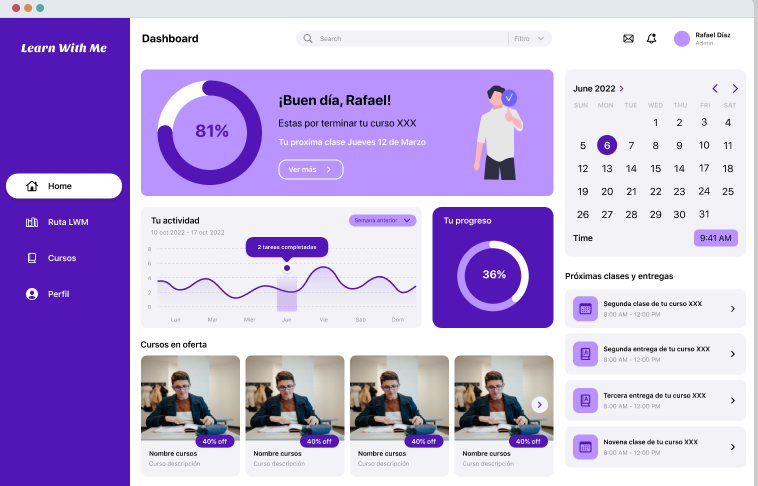 Learn With Me
Dashboard
Search
Filtro
Rafael Díaz
Admin
Home
Ruta LWM
Cursos
Perfil
81%
¡Buen día, Rafael!
Estas por terminar tu curso XXX
Tu proxima clase Jueves 12 de Marzo
Ver más
Tu actividad
Semana anterior
10 oct 2022 - 17 oct 2022
2 tareas completadas
8
6
4
2
0
Lun Mar Mier Jue Vie Sab Dom
Tu progreso
36%
Cursos en oferta
40% off
Nombre cursos
Curso descripción
40% off
Nombre cursos
Curso descripción
40% off
Nombre cursos
Curso descripción
40% off
Nombre cursos
Curso descripción
June 2022
SUN MON TUE WED THU FRI SAT
1 2 3 4
5 6 7 8 9 10 11
12 13 14 15 16 17 18
19 20 21 22 23 24 25
26 27 28 29 30 31
Time 9:41 AM
Próximas clases y entregas
Segunda clase de tu curso XXX
8:00 AM - 12:00 PM
Segunda entrega de tu curso XXX
8:00 AM - 12:00 PM
Tercera entrega de tu curso XXX
8:00 AM - 12:00 PM
Novena clase de tu curso XXX
8:00 AM - 12:00 PM